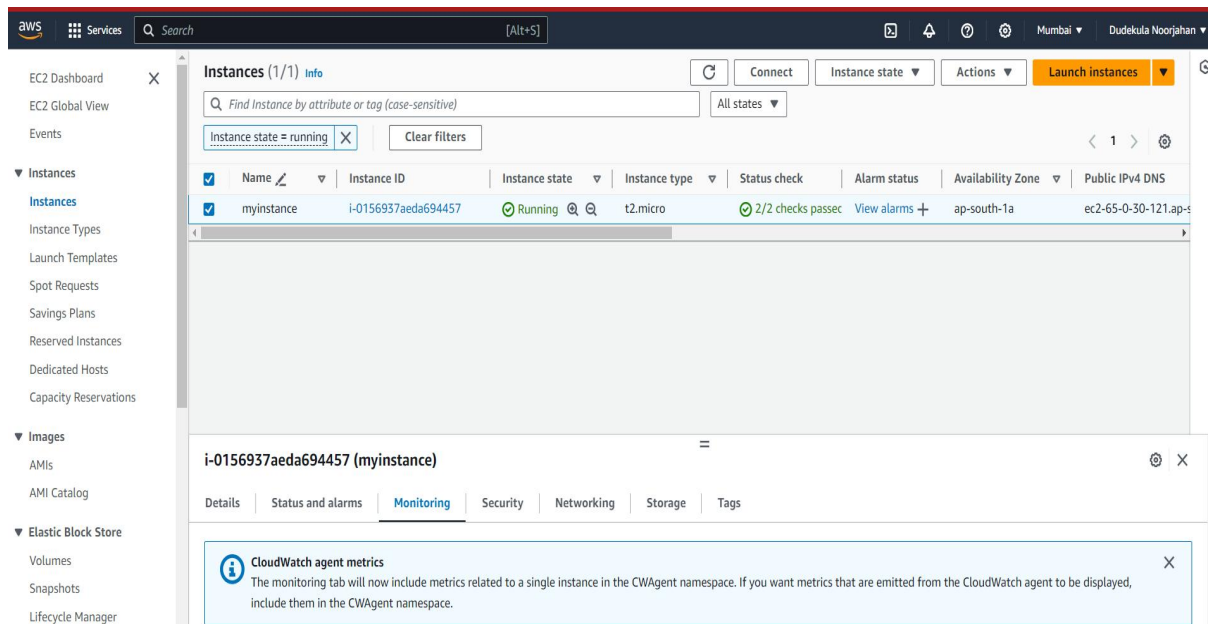 aws Services Search [Alt+S] Mumbai Dudekula Noorjahan
EC2 Dashboard
EC2 Global View
Events
Instances
Instances
Instance Types
Launch Templates
Spot Requests
Savings Plans
Reserved Instances
Dedicated Hosts
Capacity Reservations
Images
AMIs
AMI Catalog
Elastic Block Store
Volumes
Snapshots
Lifecycle Manager
Instances (1/1) Info Connect Instance state Actions Launch instances
Find Instance by attribute or tag (case-sensitive) All states
Instance state = running Clear filters 1
Name Instance ID Instance state Instance type Status check Alarm status Availability Zone Public IPv4 DNS
myinstance i-0156937aeda694457 Running t2.micro 2/2 checks passec View alarms + ap-south-1a ec2-65-0-30-121.ap-s
i-0156937aeda694457 (myinstance)
Details Status and alarms Monitoring Security Networking Storage Tags
CloudWatch agent metrics
The monitoring tab will now include metrics related to a single instance in the CWAgent namespace. If you want metrics that are emitted from the CloudWatch agent to be displayed,
include them in the CWAgent namespace.